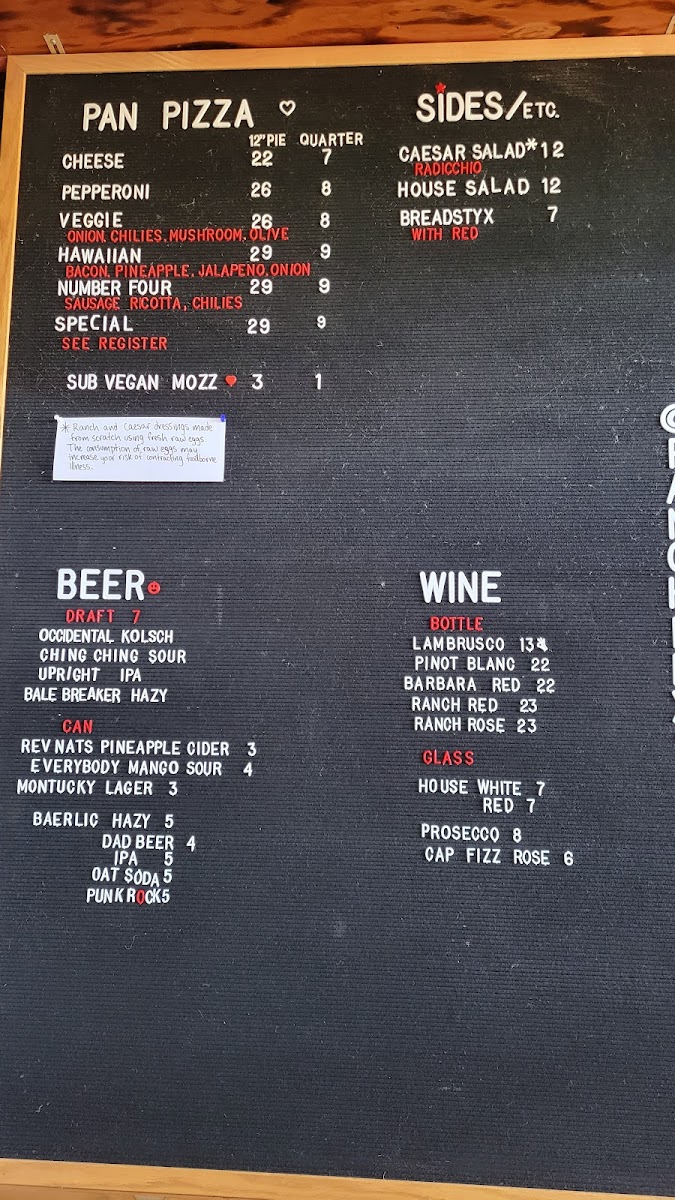 PAN PIZZA
12" PIE QUARTER
CHEESE 22 7
PEPPERONI 26 8
VEGGIE 26 8
ONION, CHILIES, MUSHROOM, OLIVE
HAWAIIAN 29 9
BACON, PINEAPPLE, JALAPENO, ONION
NUMBER FOUR 29 9
SAUSAGE RICOTTA, CHILIES
SPECIAL 29 9
SEE REGISTER
SUB VEGAN MOZZ 3 1
* Ranch and Caesar dressings made
from scratch using fresh raw eggs.
The consumption of raw eggs may
increase your risk of contracting foodborne
illness.
SIDES/ETC.
CAESAR SALAD* 12
RADICCHIO
HOUSE SALAD 12
BREADSTYX 7
WITH RED
BEER
DRAFT 7
OCCIDENTAL KOLSCH
CHING CHING SOUR
UPRIGHT IPA
BALE BREAKER HAZY
CAN
REV NATS PINEAPPLE CIDER 3
EVERYBODY MANGO SOUR 4
MONTUCKY LAGER 3
BAERLIC HAZY 5
DAD BEER 4
IPA 5
OAT SODA 5
PUNK ROCK 5
WINE
BOTTLE
LAMBRUSCO 13
PINOT BLANC 22
BARBARA RED 22
RANCH RED 23
RANCH ROSE 23
GLASS
HOUSE WHITE 7
RED 7
PROSECCO 8
CAP FIZZ ROSE 6